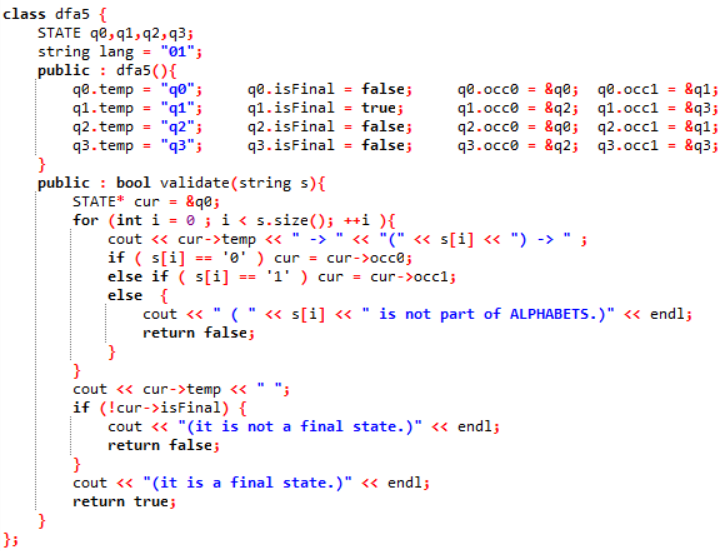 class dfa5 {
    STATE q0,q1,q2,q3;
    string lang = "01";
    public : dfa5(){
        q0.temp = "q0";     q0.isFinal = false;     q0.occ0 = &q0;  q0.occ1 = &q1;
        q1.temp = "q1";     q1.isFinal = true;      q1.occ0 = &q2;  q1.occ1 = &q3;
        q2.temp = "q2";     q2.isFinal = false;     q2.occ0 = &q0;  q2.occ1 = &q1;
        q3.temp = "q3";     q3.isFinal = false;     q3.occ0 = &q2;  q3.occ1 = &q3;
    }
    public : bool validate(string s){
        STATE* cur = &q0;
        for (int i = 0 ; i < s.size(); ++i ){
            cout << cur->temp << " -> " << "(" << s[i] << ") -> " ;
            if ( s[i] == '0' ) cur = cur->occ0;
            else if ( s[i] == '1' ) cur = cur->occ1;
            else  {
                cout << " ( " << s[i] << " is not part of ALPHABETS.)" << endl;
                return false;
            }
        }
        cout << cur->temp << " ";
        if (!cur->isFinal) {
            cout << "(it is not a final state.)" << endl;
            return false;
        }
        cout << "(it is a final state.)" << endl;
        return true;
    }
};